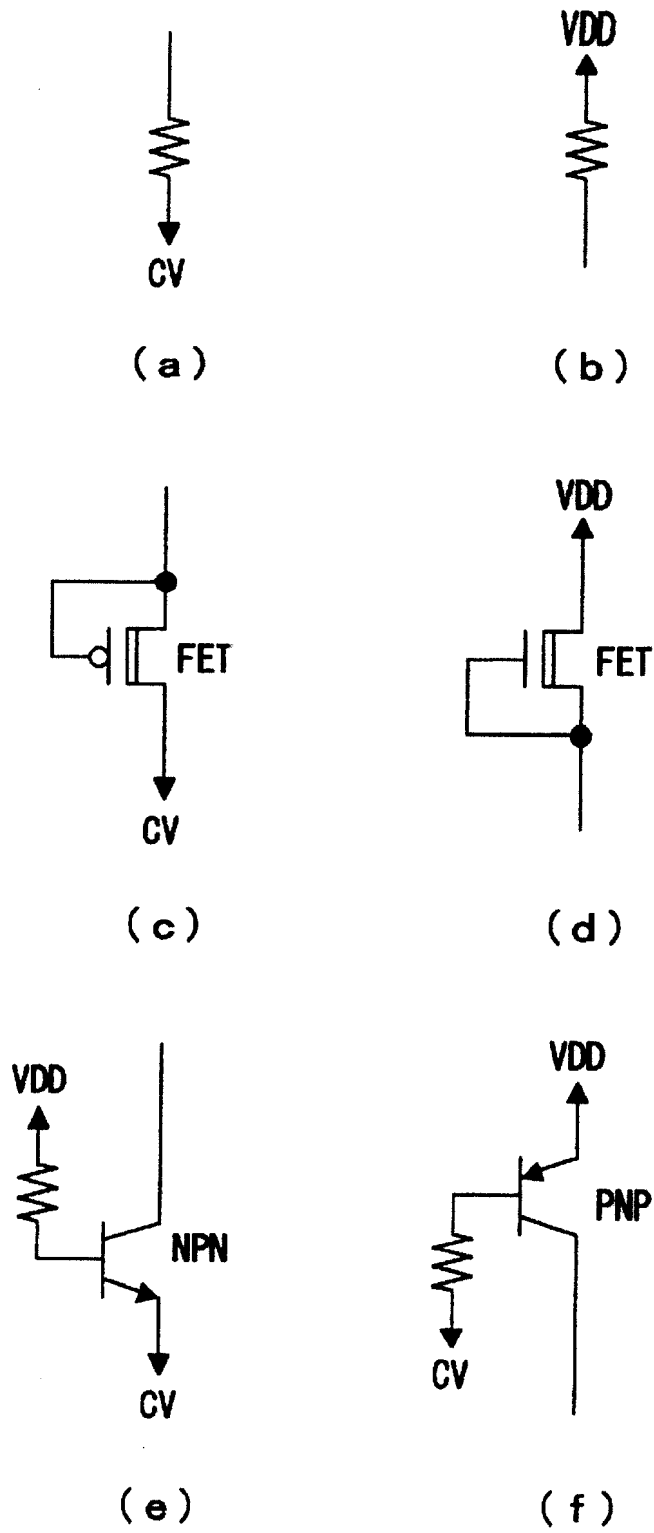 VDD
CV
(a)
(b)
VDD
FET
FET
CV
(c)
(d)
VDD
VDD
NPN
PNP
CV
CV
(e)
(f)